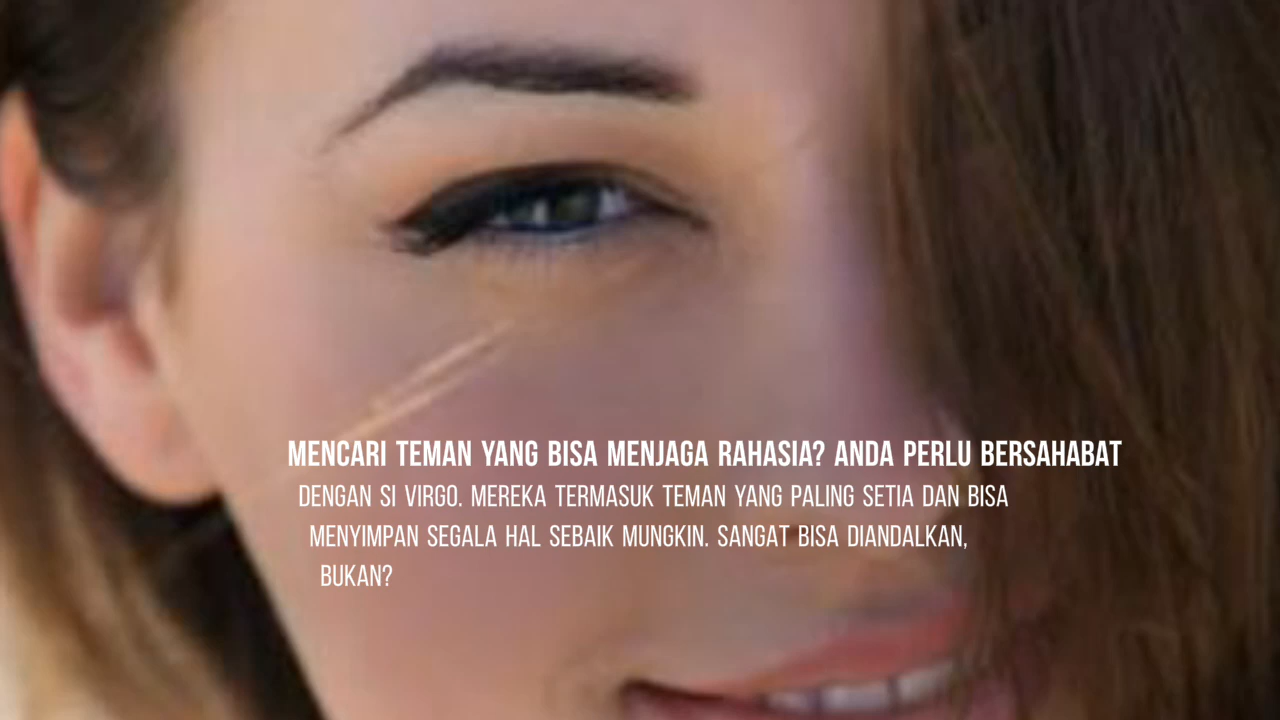 MENCARI TEMAN YANG BISA MENJAGA RAHASIA? ANDA PERLU BERSAHABAT
DENGAN SI VIRGO. MEREKA TERMASUK TEMAN YANG PALING SETIA DAN BISA
MENYIMPAN SEGALA HAL SEBAIK MUNGKIN. SANGAT BISA DIANDALKAN,
BUKAN?